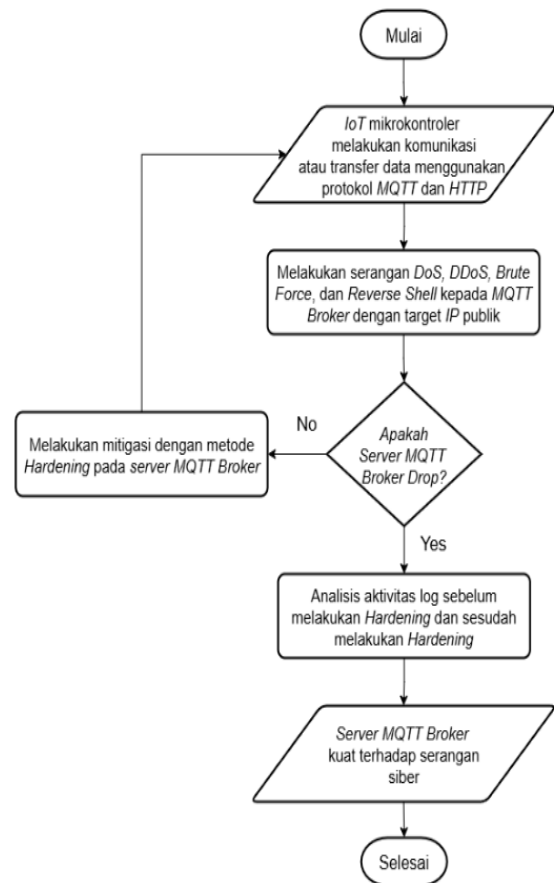 Mulai
IoT mikrokontroler
melakukan komunikasi
atau transfer data menggunakan
protokol MQTT dan HTTP
Melakukan serangan DoS, DDoS, Brute
Force, dan Reverse Shell kepada MQTT
Broker dengan target IP publik
Apakah
Server MQTT
Broker Drop?
No
Melakukan mitigasi dengan metode
Hardening pada server MQTT Broker
Yes
Analisis aktivitas log sebelum
melakukan Hardening dan sesudah
melakukan Hardening
Server MQTT Broker
kuat terhadap serangan
siber
Selesai